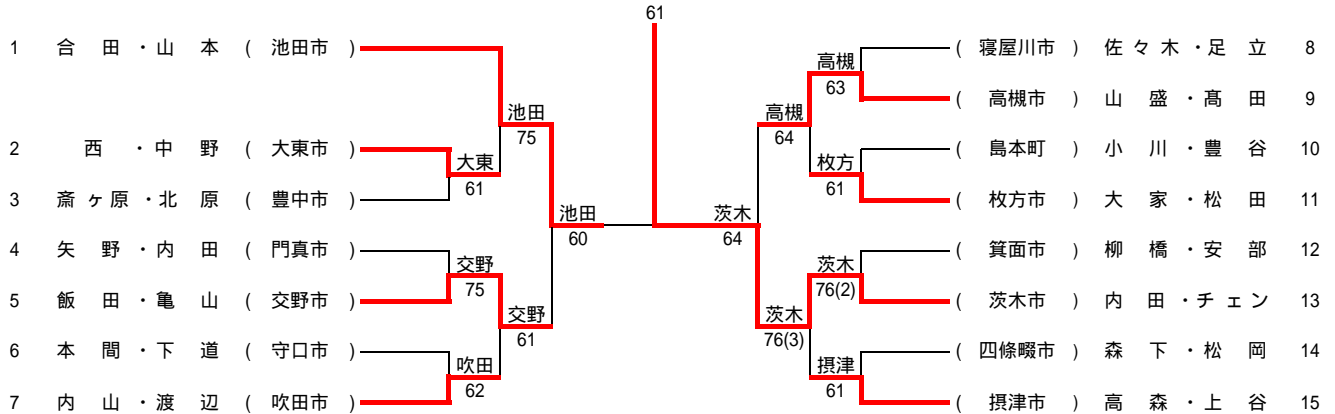 61
1 合 田 ・ 山 本 ( 池田市 )
2 西 ・ 中 野 ( 大東市 )
3 斎ヶ原 ・ 北 原 ( 豊中市 )
4 矢 野 ・ 内 田 ( 門真市 )
5 飯 田 ・ 亀 山 ( 交野市 )
6 本 間 ・ 下 道 ( 守口市 )
7 内 山 ・ 渡 辺 ( 吹田市 )
大東
61
交野
75
吹田
62
池田
75
交野
61
池田
60
茨木
64
高槻
64
茨木
76(3)
高槻
63
枚方
61
茨木
76(2)
摂津
61
( 寝屋川市 ) 佐々木 ・ 足 立 8
( 高槻市 ) 山 盛 ・ 髙 田 9
( 島本町 ) 小 川 ・ 豊 谷 10
( 枚方市 ) 大 家 ・ 松 田 11
( 箕面市 ) 柳 橋 ・ 安 部 12
( 茨木市 ) 内 田 ・ チェン 13
( 四條畷市 ) 森 下 ・ 松 岡 14
( 摂津市 ) 高 森 ・ 上 谷 15